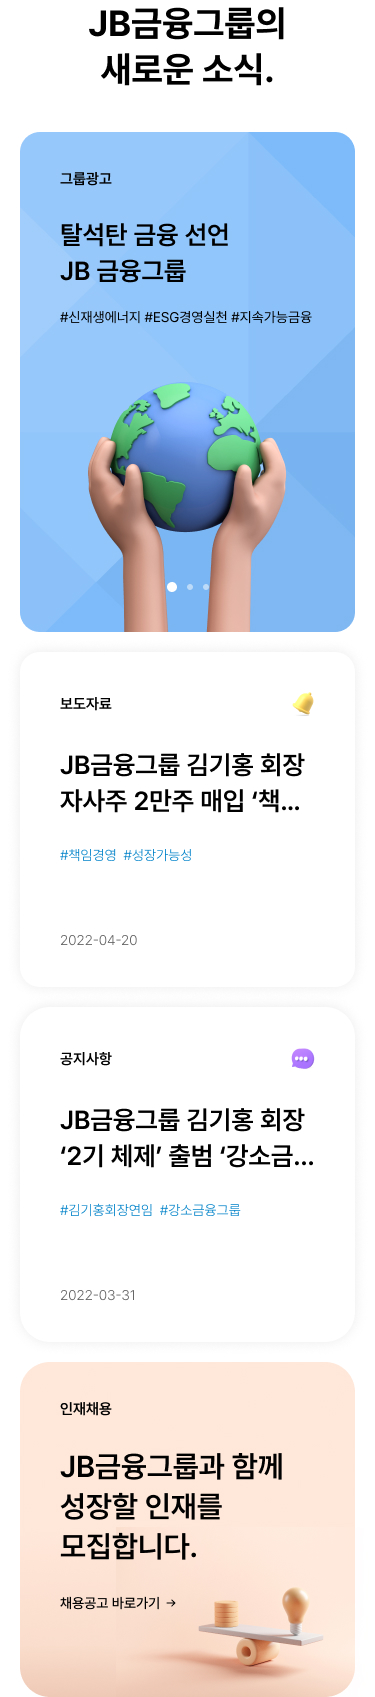 JB금융그룹의
새로운 소식.
그룹광고
탈석탄 금융 선언
JB 금융그룹
#신재생에너지 #ESG경영실천 #지속가능금융
보도자료
JB금융그룹 김기홍 회장
자사주 2만주 매입 ‘책...
#책임경영 #성장가능성
2022-04-20
공지사항
JB금융그룹 김기홍 회장
‘2기 체제’ 출범 ‘강소금...
#김기홍회장연임 #강소금융그룹
2022-03-31
인재채용
JB금융그룹과 함께
성장할 인재를
모집합니다.
채용공고 바로가기 →